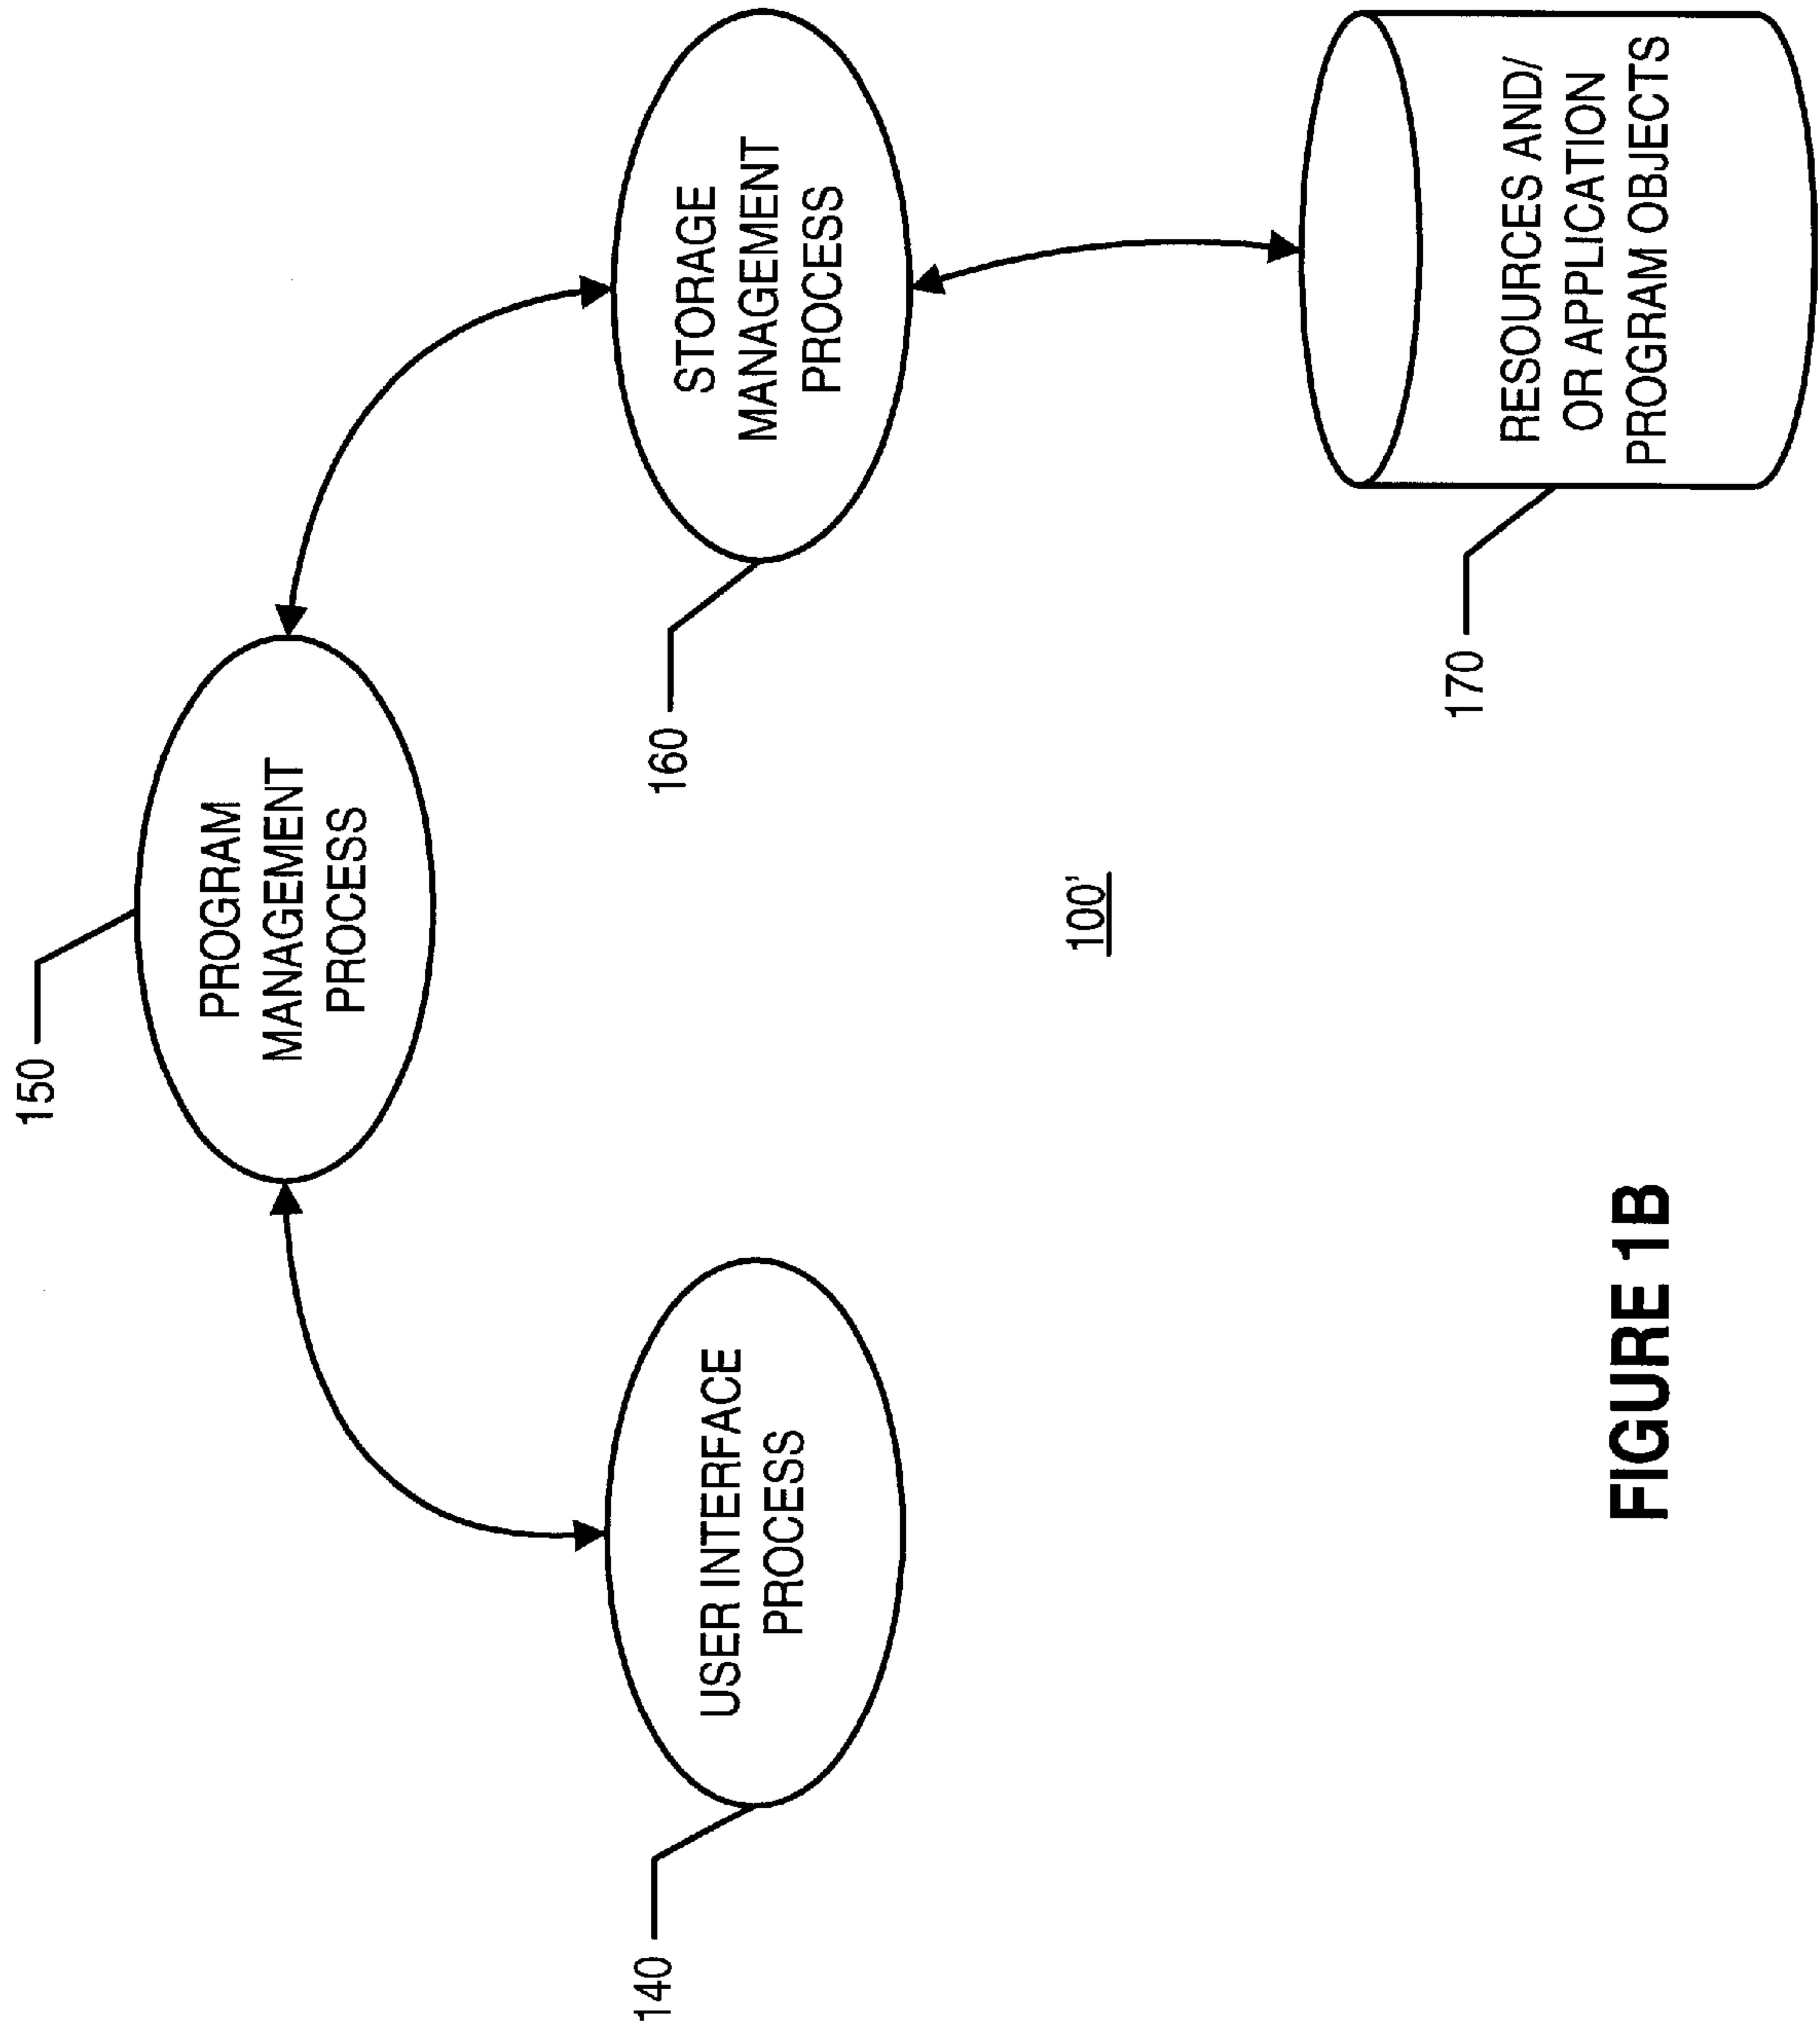 150
PROGRAM
MANAGEMENT
PROCESS
140
USER INTERFACE
PROCESS
160
STORAGE
MANAGEMENT
PROCESS
100'
170
RESOURCES AND/
OR APPLICATION
PROGRAM OBJECTS
FIGURE 1B